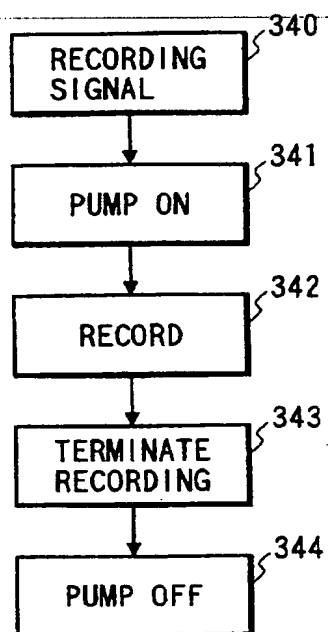 340
RECORDING
SIGNAL
341
PUMP ON
342
RECORD
343
TERMINATE
RECORDING
344
PUMP OFF